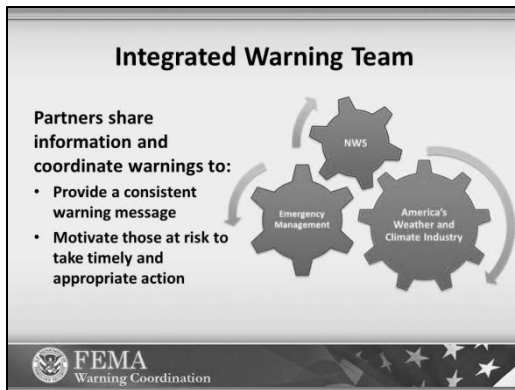 Integrated Warning Team
Partners share
information and
coordinate warnings to:
• Provide a consistent
warning message
• Motivate those at risk to
take timely and
appropriate action
NWS
Emergency
Management
America's
Weather and
Climate Industry
FEMA
Warning Coordination